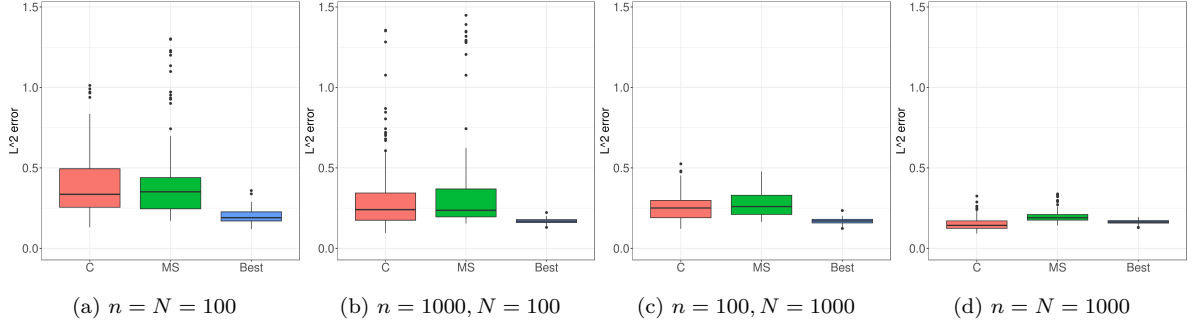 1.5
1.0
0.5
0.0
L^2 error
C MS Best
(a) n = N = 100
1.5
1.0
0.5
0.0
L^2 error
C MS Best
(b) n = 1000, N = 100
1.5
1.0
0.5
0.0
L^2 error
C MS Best
(c) n = 100, N = 1000
1.5
1.0
0.5
0.0
L^2 error
C MS Best
(d) n = N = 1000